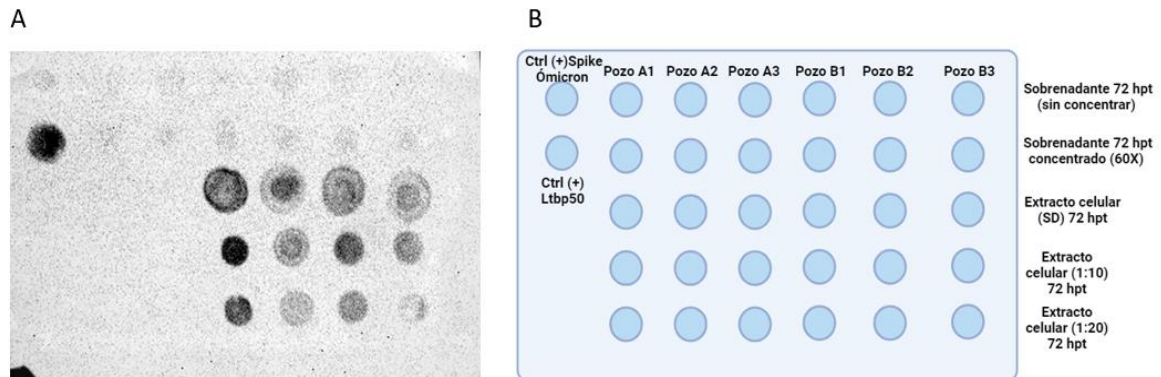 A
B
Ctrl (+)Spike
Ómicron
Pozo A1
Pozo A2
Pozo A3
Pozo B1
Pozo B2
Pozo B3
Sobrenadante 72 hpt
(sin concentrar)
Sobrenadante 72 hpt
concentrado (60X)
Ctrl (+)
Ltbp50
Extracto celular
(SD) 72 hpt
Extracto
celular (1:10)
72 hpt
Extracto
celular (1:20)
72 hpt